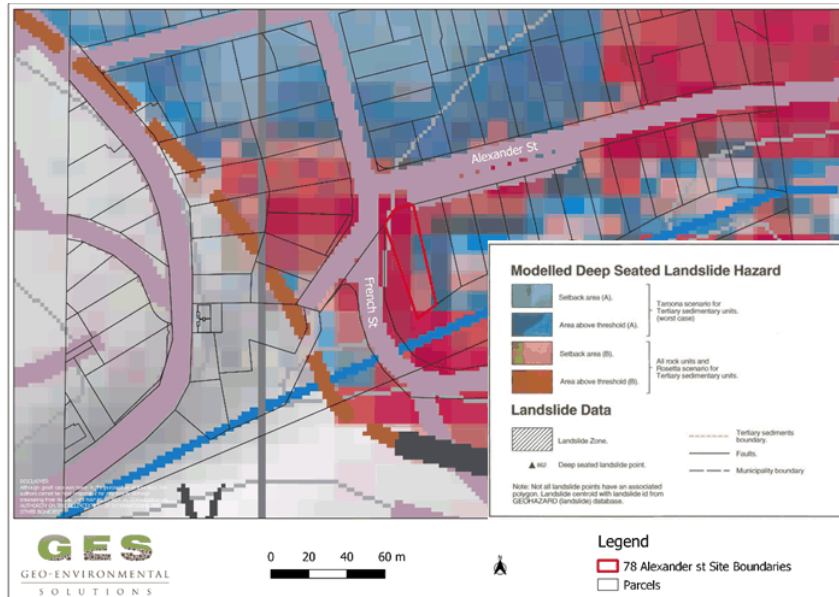 Alexander St
French St
Modelled Deep Seated Landslide Hazard
Setback area (A).
Area above threshold (A).
Taroona scenario for
Tertiary sedimentary units.
(worst case)
Setback area (B).
Area above threshold (B).
All rock units and
Rosetta scenario for
Tertiary sedimentary units.
Landslide Data
Landslide Zone.
Tertiary sediments
boundary.
862
Deep seated landslide point.
Faults.
Municipality boundary
Note: Not all landslide points have an associated
polygon. Landslide centroid with landslide id from
GEOHAZARD (landslide) database.
DISCLAIMER
GES
GEO-ENVIRONMENTAL
SOLUTIONS
0 20 40 60 m
N
Legend
78 Alexander st Site Boundaries
Parcels